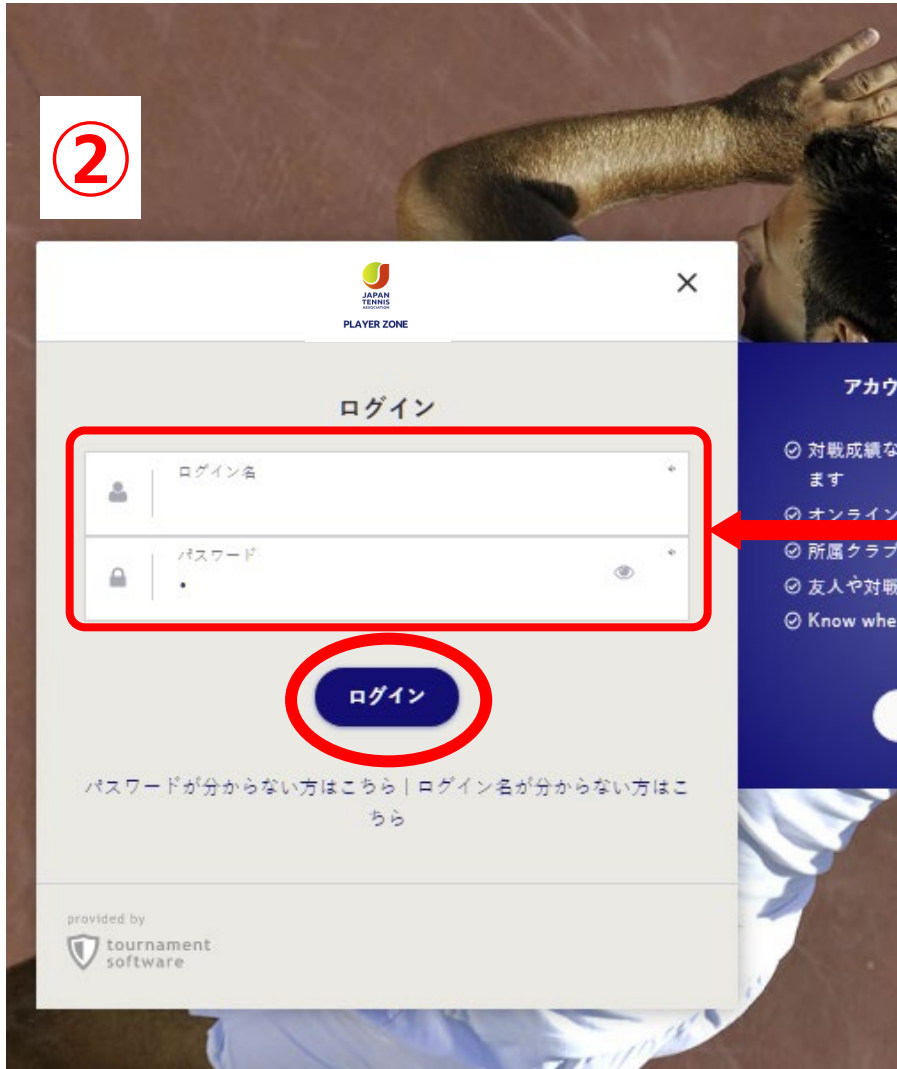 ②
JAPAN
TENNIS
ASSOCIATION
PLAYER ZONE
ログイン
ログイン名
*
パスワード
*
•
ログイン
パスワードが分からない方はこちら | ログイン名が分からない方はこ
ちら
provided by
tournament
software
アカウ
対戦成績な
ます
オンライン
所属クラブ
友人や対戦
Know whe